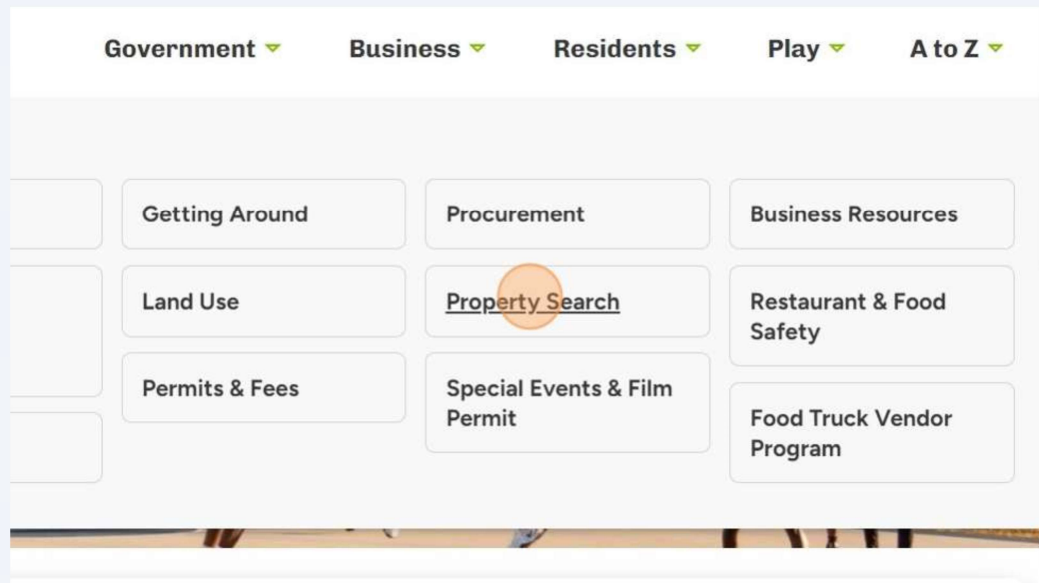 Government
Business
Residents
Play
A to Z
Getting Around
Procurement
Business Resources
Land Use
Property Search
Restaurant & Food
Safety
Permits & Fees
Special Events & Film
Permit
Food Truck Vendor
Program